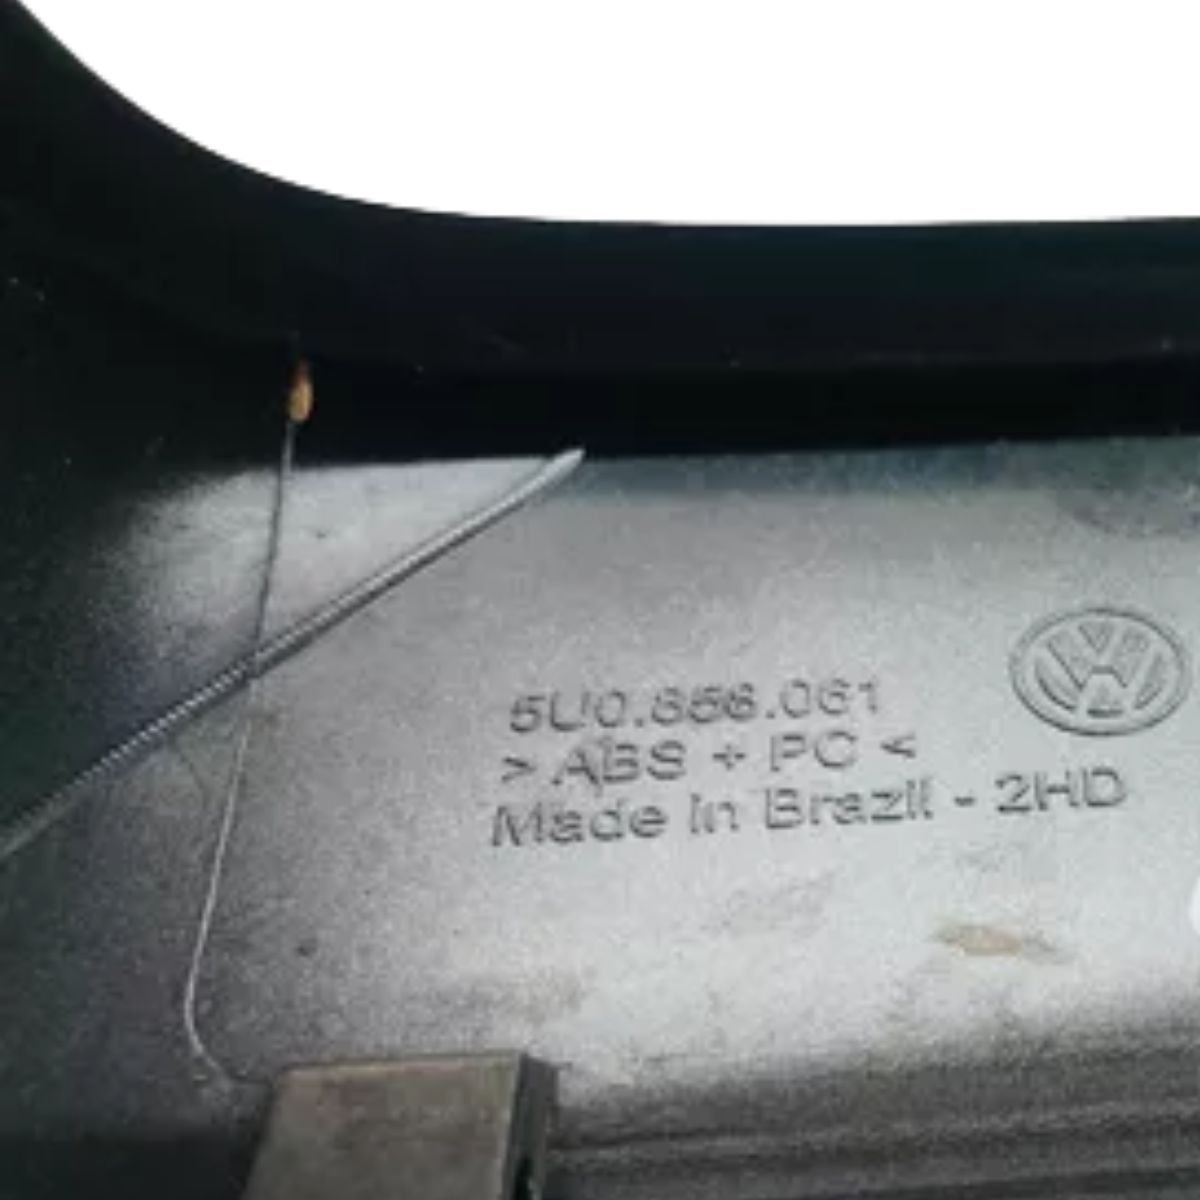 5U0.858.061
> ABS + PC <
Made in Brazil - 2HD